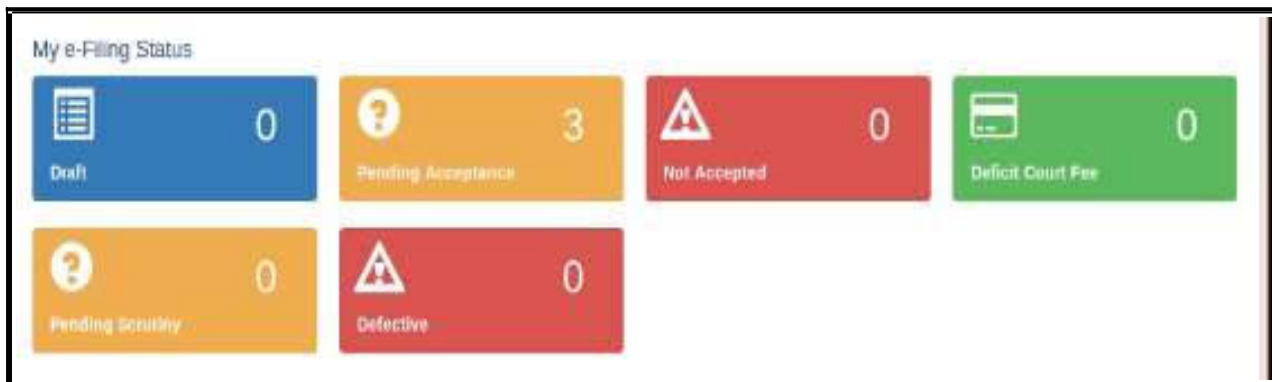 My e-Filing Status
0
Draft
3
Pending Acceptance
0
Not Accepted
0
Deficit Court Fee
0
Pending Scrutiny
0
Defective